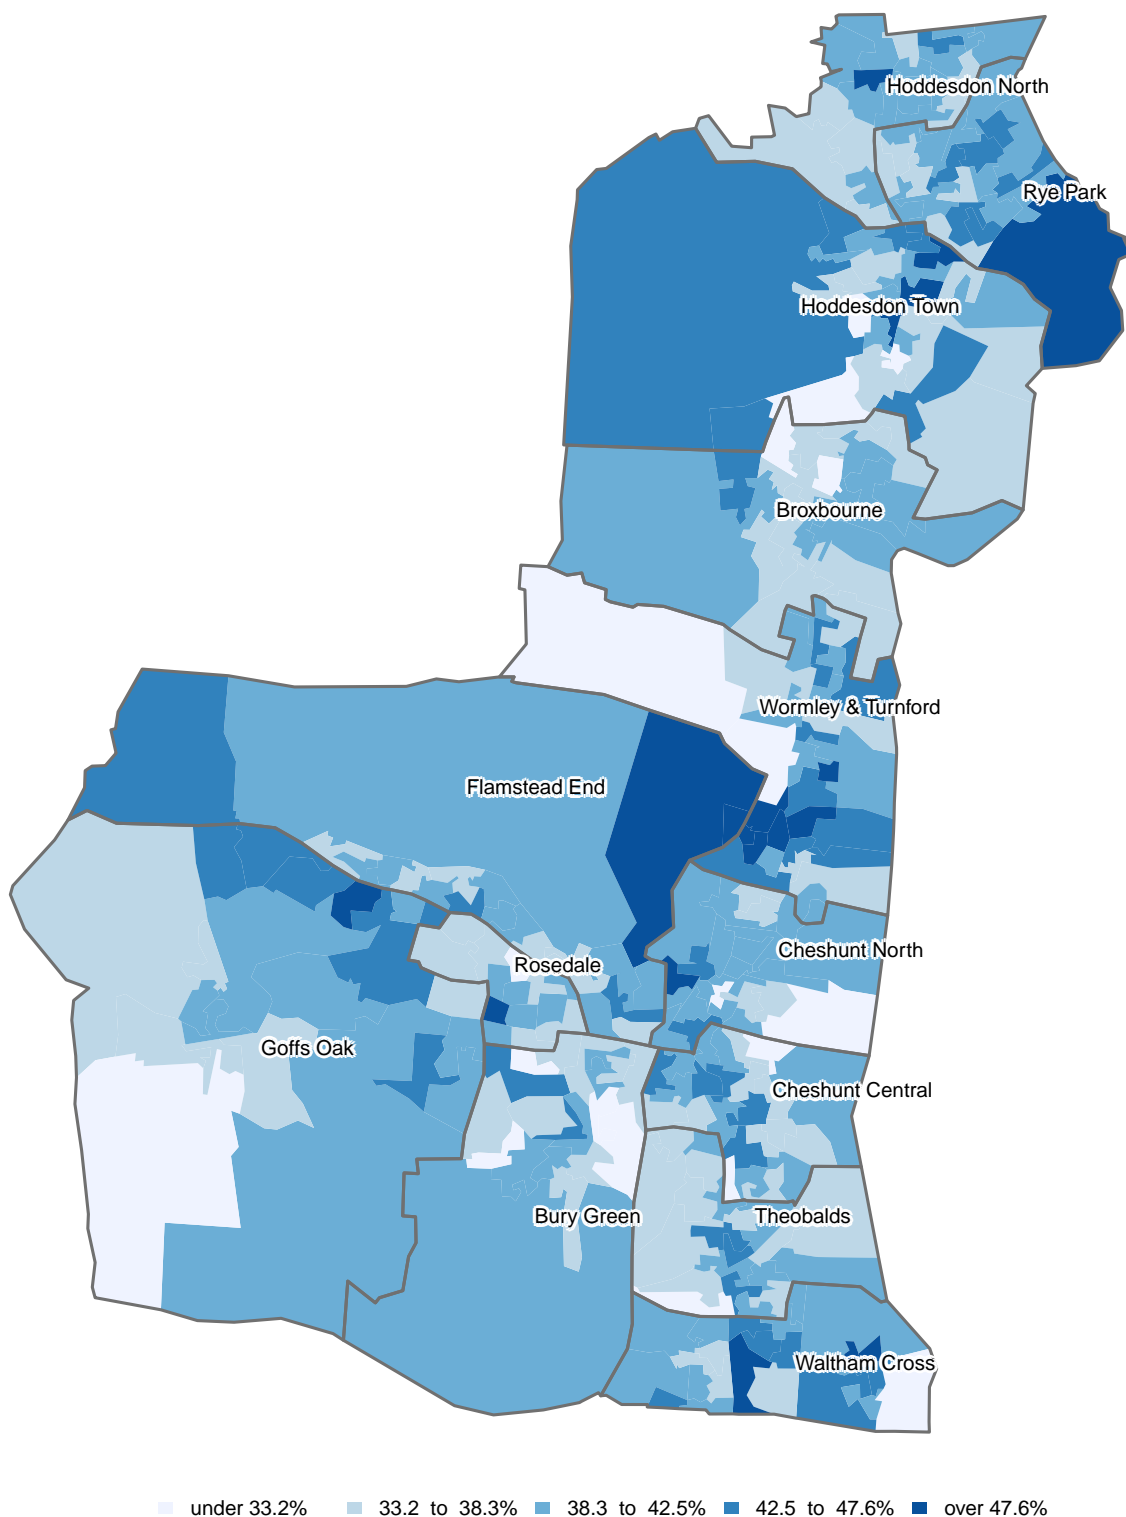 Hoddesdon North
Rye Park
Hoddesdon Town
Broxbourne
Wormley & Turnford
Flamstead End
Cheshunt North
Rosedale
Goffs Oak
Cheshunt Central
Bury Green
Theobalds
Waltham Cross
under 33.2% 33.2 to 38.3% 38.3 to 42.5% 42.5 to 47.6% over 47.6%